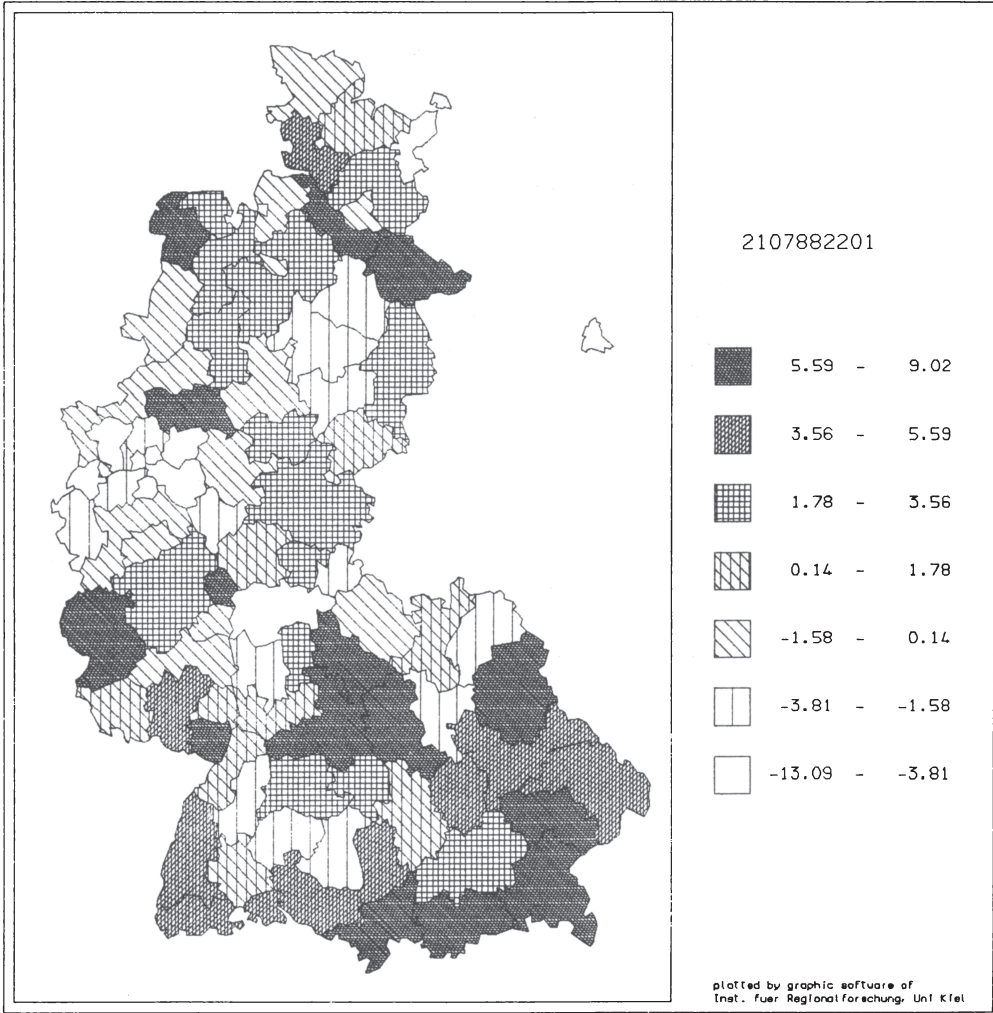 2107882201
5.59 - 9.02
3.56 - 5.59
1.78 - 3.56
0.14 - 1.78
-1.58 - 0.14
-3.81 - -1.58
-13.09 - -3.81
plotted by graphic software of
Inst. fuer Regionalforschung, Uni Kiel